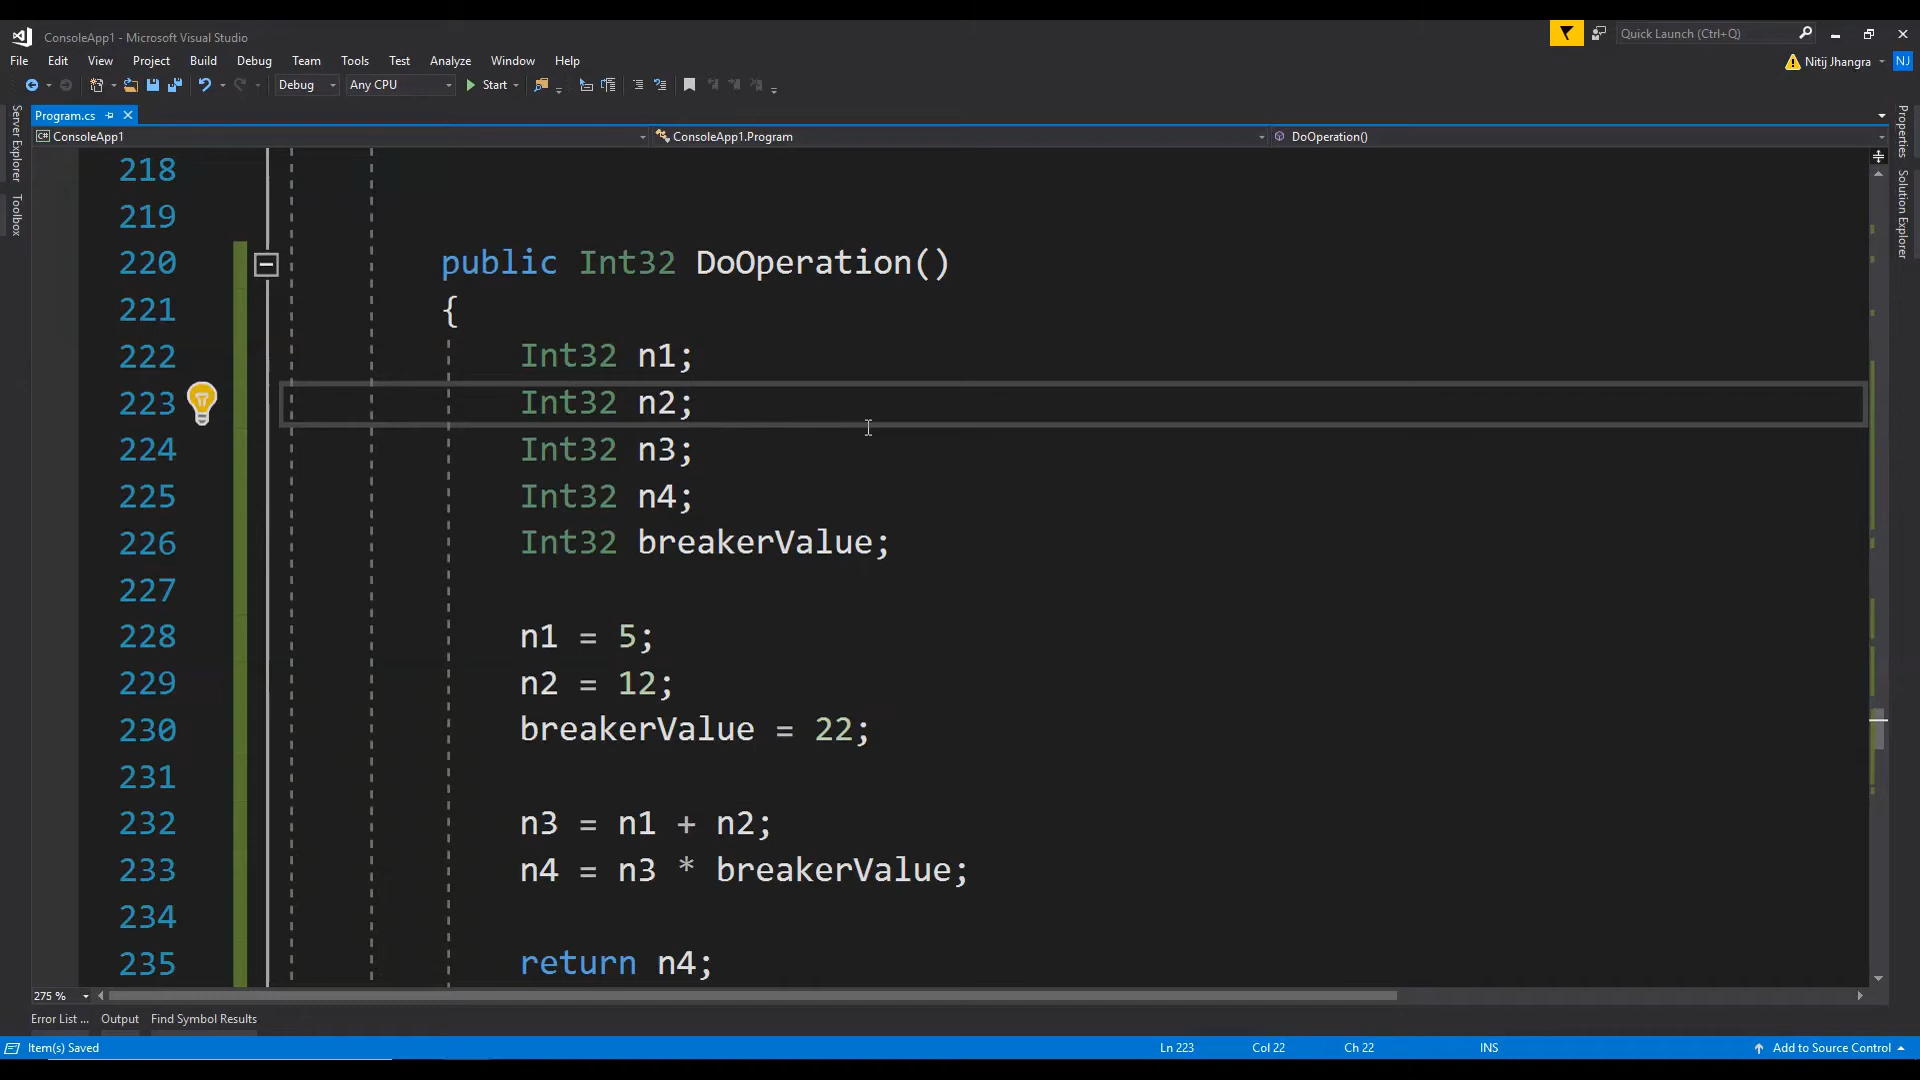 ConsoleApp1 - Microsoft Visual Studio
Quick Launch (Ctrl+Q)
File Edit View Project Build Debug Team Tools Test Analyze Window Help
Nitij Jhangra NJ
Debug Any CPU Start
Program.cs
ConsoleApp1 ConsoleApp1.Program DoOperation()
Server Explorer
Toolbox
Properties
Solution Explorer
218
219
220 public Int32 DoOperation()
221 {
222 Int32 n1;
223 Int32 n2;
224 Int32 n3;
225 Int32 n4;
226 Int32 breakerValue;
227
228 n1 = 5;
229 n2 = 12;
230 breakerValue = 22;
231
232 n3 = n1 + n2;
233 n4 = n3 * breakerValue;
234
235 return n4;
275 %
Error List ... Output Find Symbol Results
Item(s) Saved Ln 223 Col 22 Ch 22 INS Add to Source Control